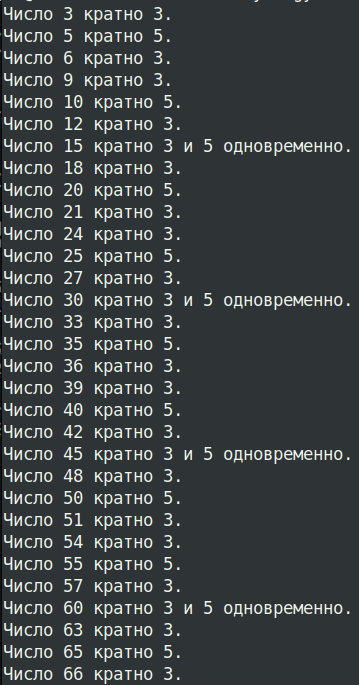 Число 3 кратно 3.
Число 5 кратно 5.
Число 6 кратно 3.
Число 9 кратно 3.
Число 10 кратно 5.
Число 12 кратно 3.
Число 15 кратно 3 и 5 одновременно.
Число 18 кратно 3.
Число 20 кратно 5.
Число 21 кратно 3.
Число 24 кратно 3.
Число 25 кратно 5.
Число 27 кратно 3.
Число 30 кратно 3 и 5 одновременно.
Число 33 кратно 3.
Число 35 кратно 5.
Число 36 кратно 3.
Число 39 кратно 3.
Число 40 кратно 5.
Число 42 кратно 3.
Число 45 кратно 3 и 5 одновременно.
Число 48 кратно 3.
Число 50 кратно 5.
Число 51 кратно 3.
Число 54 кратно 3.
Число 55 кратно 5.
Число 57 кратно 3.
Число 60 кратно 3 и 5 одновременно.
Число 63 кратно 3.
Число 65 кратно 5.
Число 66 кратно 3.